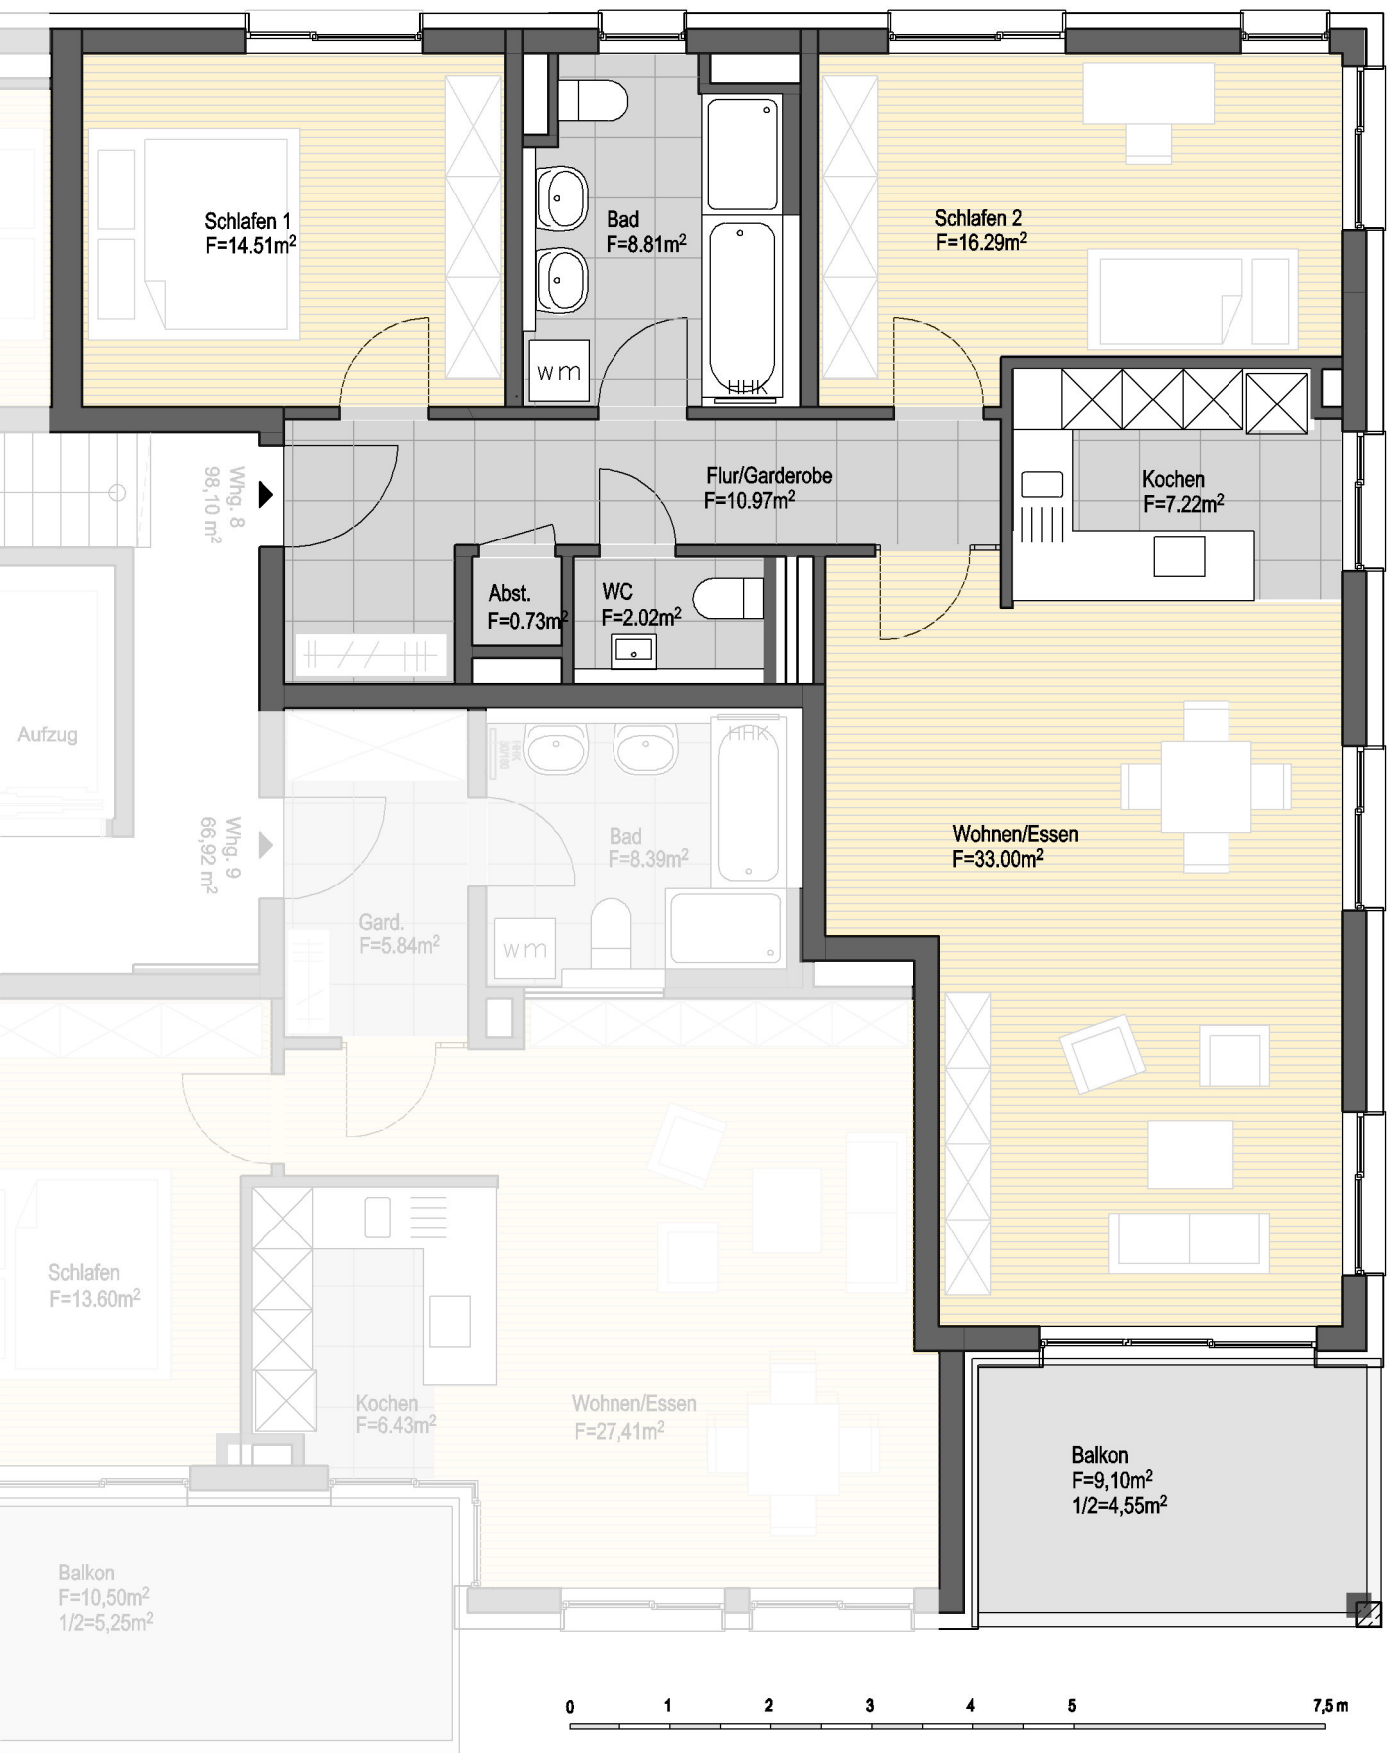 Schlafen 1
F=14.51m²
Bad
F=8.81m²
wm
HHK
Schlafen 2
F=16.29m²
Kochen
F=7.22m²
Flur/Garderobe
F=10.97m²
Whg. 8
98,10 m²
Abst.
F=0.73m²
WC
F=2.02m²
Aufzug
Whg. 9
66,92 m²
Gard.
F=5.84m²
HHK
Bad
F=8.39m²
wm
Wohnen/Essen
F=33.00m²
Schlafen
F=13.60m²
Kochen
F=6.43m²
Wohnen/Essen
F=27,41m²
Balkon
F=9,10m²
1/2=4,55m²
Balkon
F=10,50m²
1/2=5,25m²
0 1 2 3 4 5 7,5 m